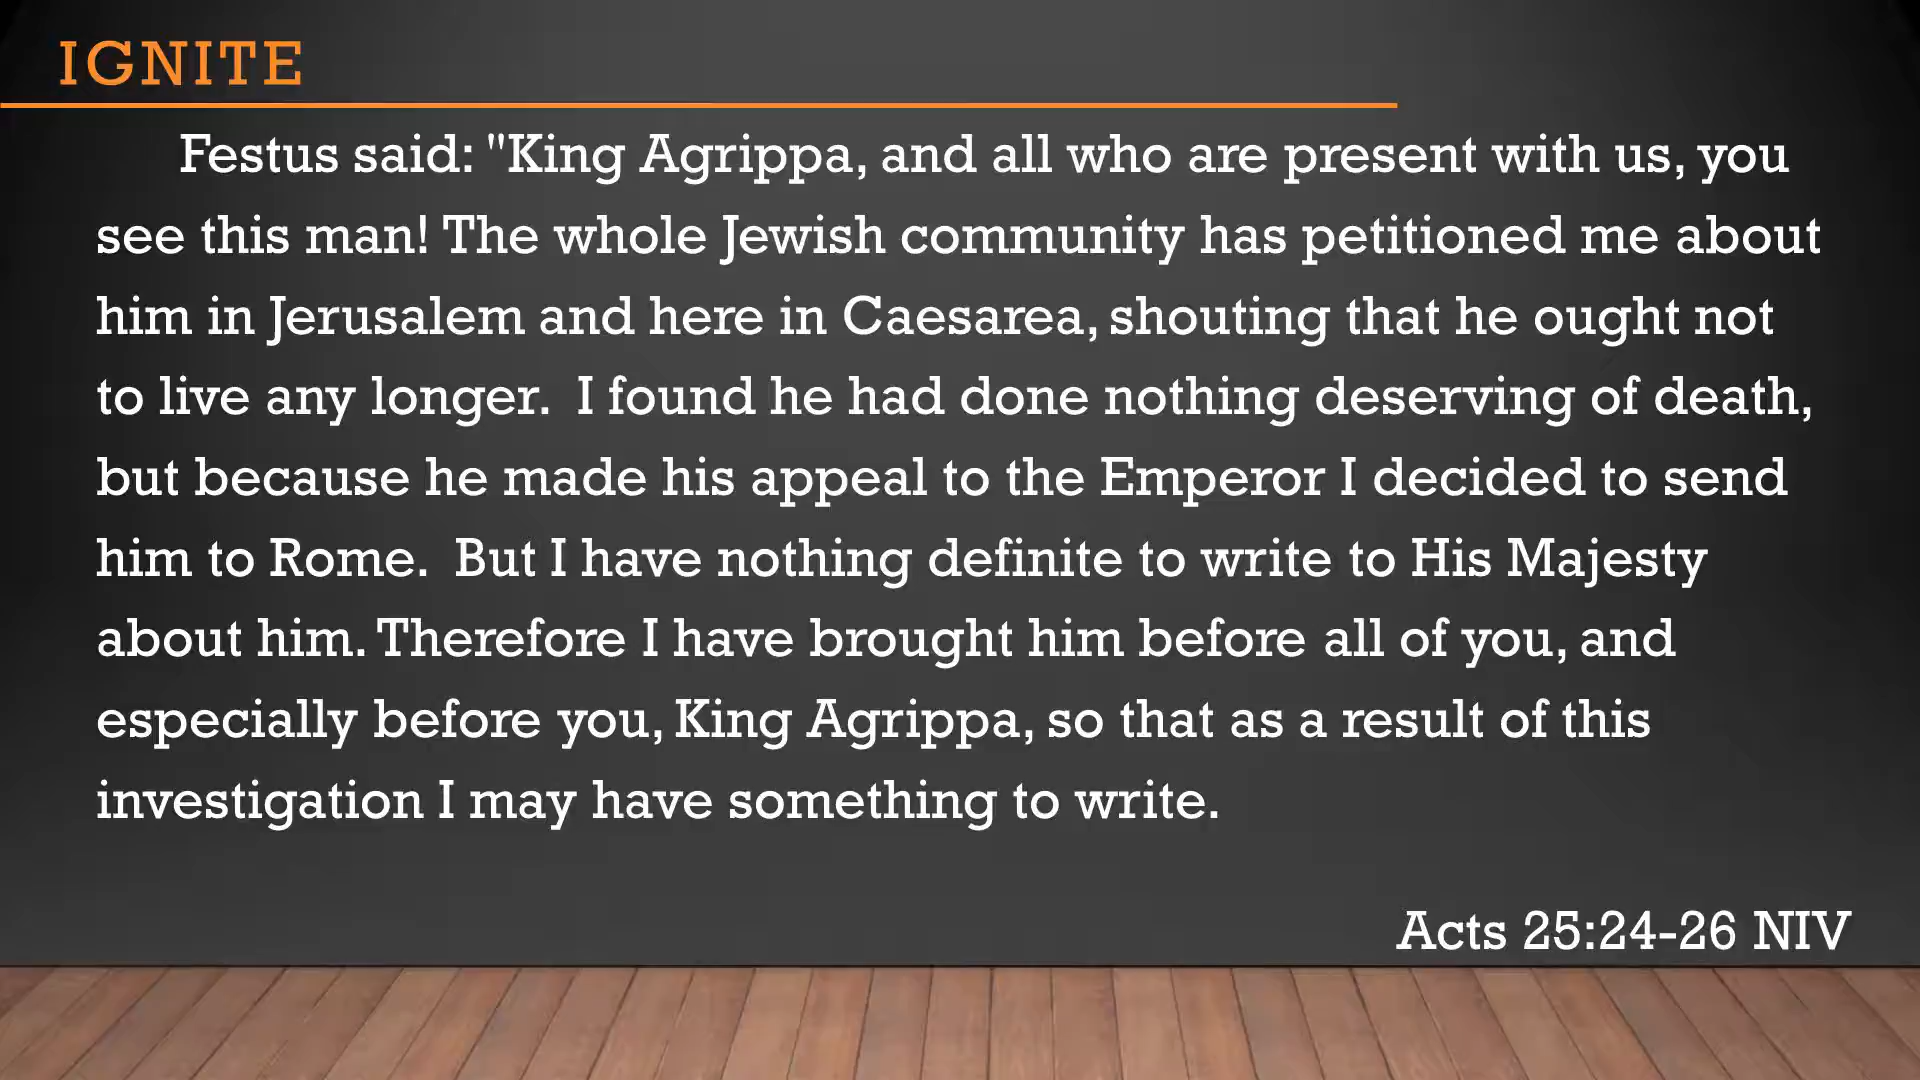 IGNITE
Festus said: "King Agrippa, and all who are present with us, you
see this man! The whole Jewish community has petitioned me about
him in Jerusalem and here in Caesarea, shouting that he ought not
to live any longer.  I found he had done nothing deserving of death,
but because he made his appeal to the Emperor I decided to send
him to Rome.  But I have nothing definite to write to His Majesty
about him. Therefore I have brought him before all of you, and
especially before you, King Agrippa, so that as a result of this
investigation I may have something to write.
Acts 25:24-26 NIV